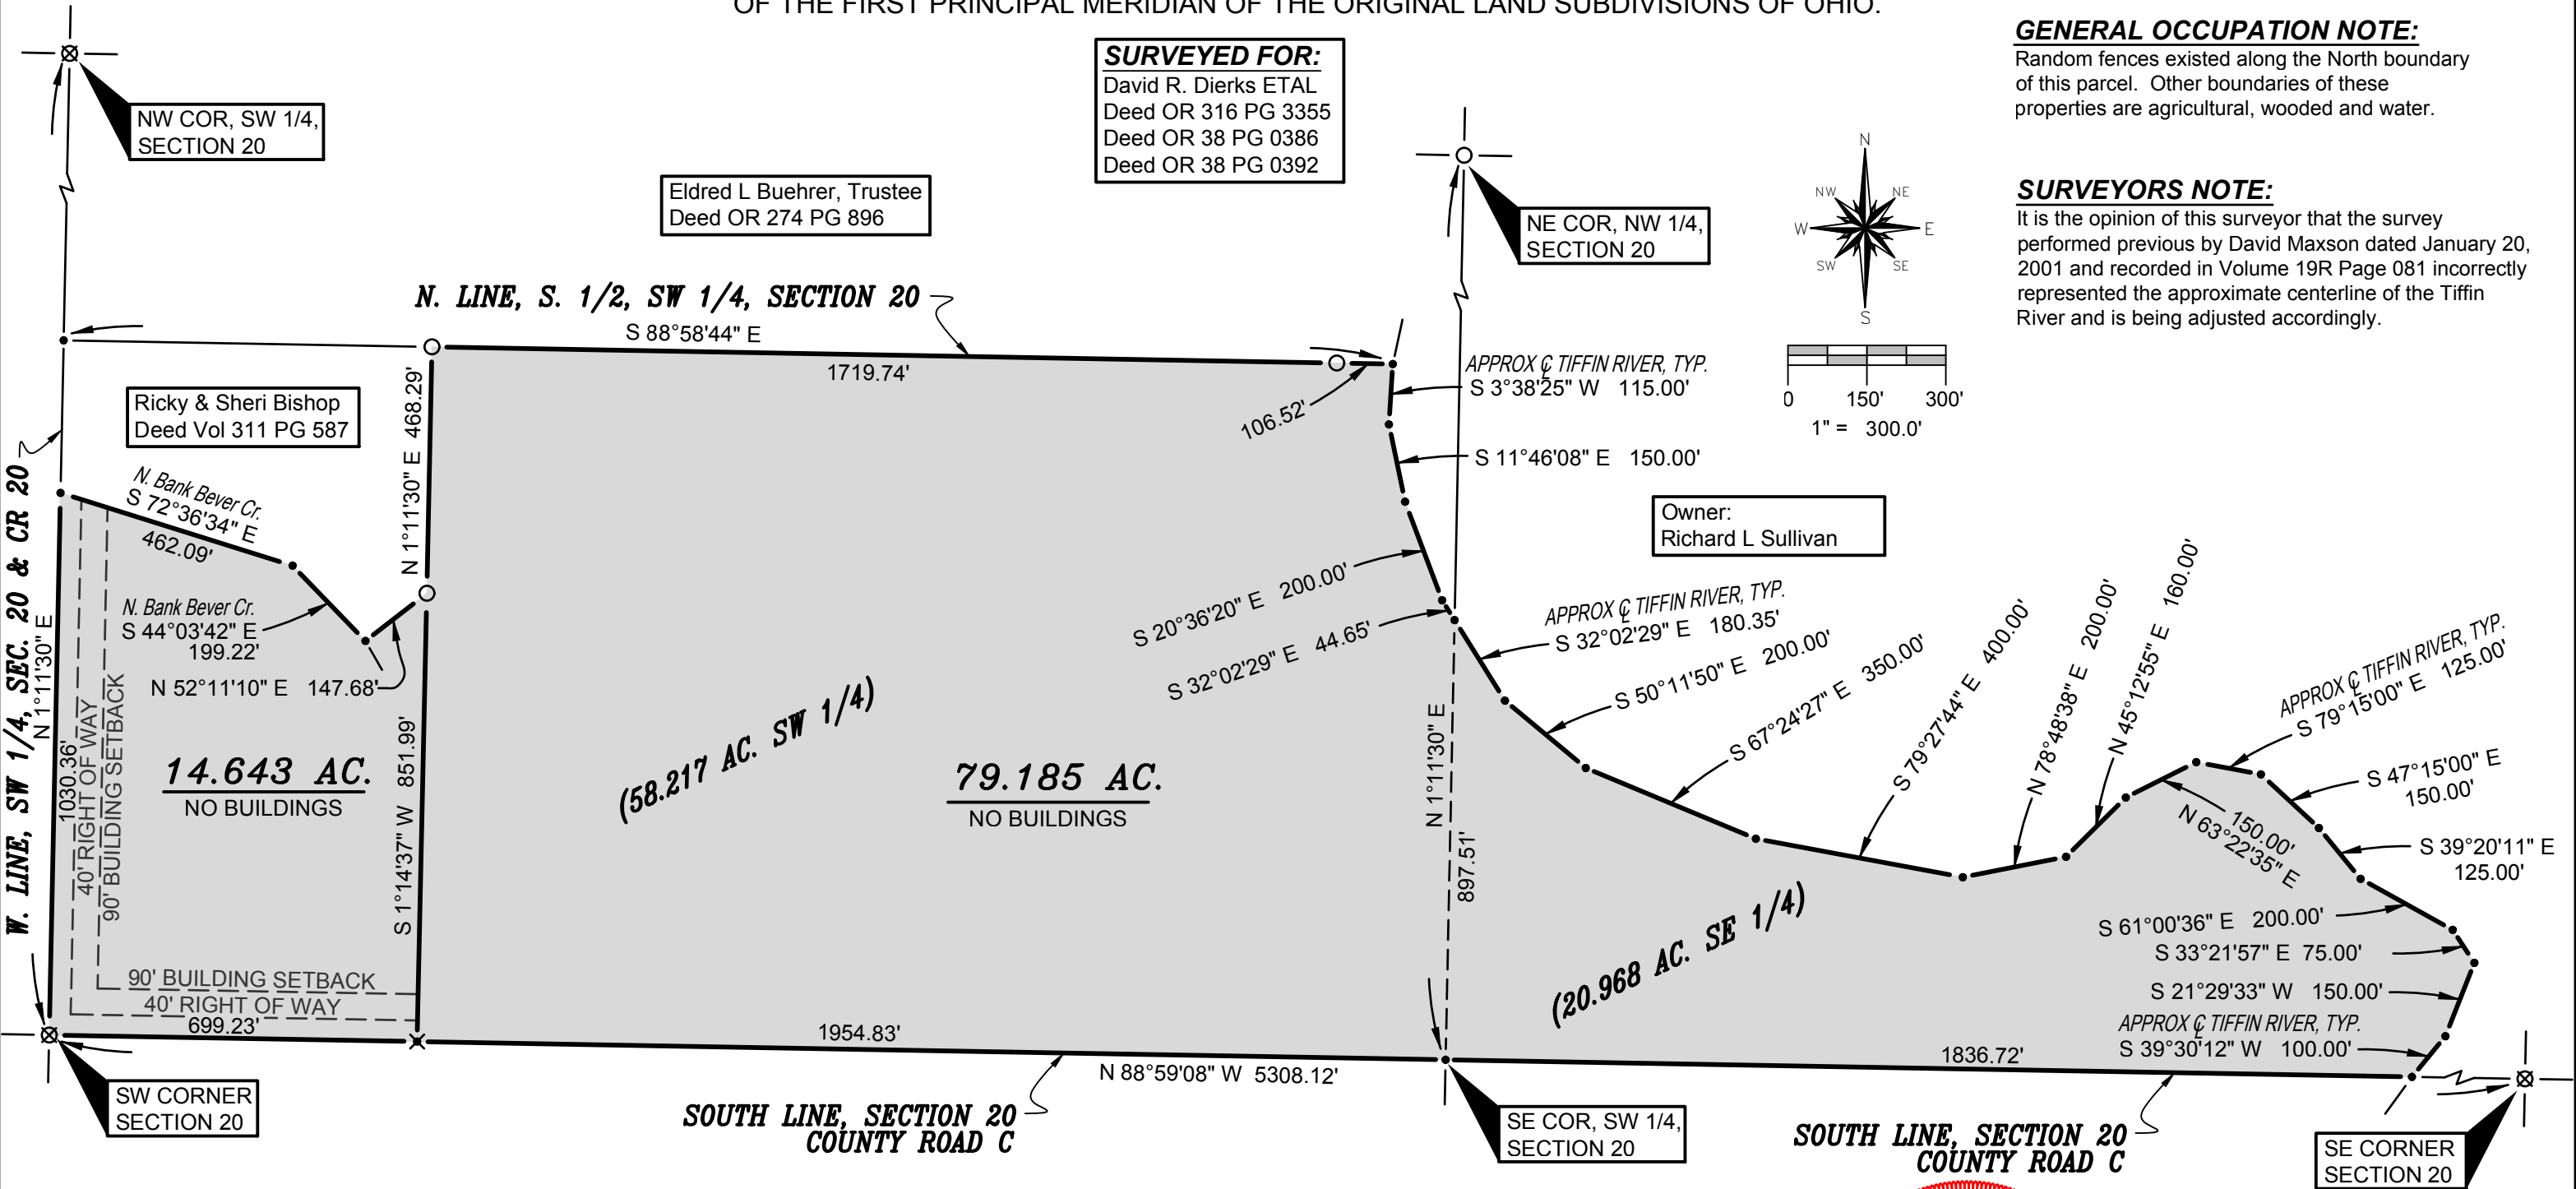 OF THE FIRST PRINCIPAL MERIDIAN OF THE ORIGINAL LAND SUBDIVISIONS OF OHIO.
GENERAL OCCUPATION NOTE:
Random fences existed along the North boundary
of this parcel. Other boundaries of these
properties are agricultural, wooded and water.
SURVEYED FOR:
David R. Dierks ETAL
Deed OR 316 PG 3355
Deed OR 38 PG 0386
Deed OR 38 PG 0392
NW COR, SW 1/4,
SECTION 20
Eldred L Buehrer, Trustee
Deed OR 274 PG 896
NE COR, NW 1/4,
SECTION 20
N
NW
NE
W
E
SW
SE
S
SURVEYORS NOTE:
It is the opinion of this surveyor that the survey
performed previous by David Maxson dated January 20,
2001 and recorded in Volume 19R Page 081 incorrectly
represented the approximate centerline of the Tiffin
River and is being adjusted accordingly.
N. LINE, S. 1/2, SW 1/4, SECTION 20
S 88°58'44" E
1719.74'
106.52'
0 150' 300'
1" = 300.0'
APPROX ℄ TIFFIN RIVER, TYP.
S 3°38'25" W 115.00'
S 11°46'08" E 150.00'
Ricky & Sheri Bishop
Deed Vol 311 PG 587
N 1°11'30" E 468.29'
W. LINE, SW 1/4, SEC. 20 & CR 20
N 1°11'30" E
1030.36'
N. Bank Bever Cr.
S 72°36'34" E
462.09'
N. Bank Bever Cr.
S 44°03'42" E
199.22'
N 52°11'10" E 147.68'
40' RIGHT OF WAY
90' BUILDING SETBACK
S 1°14'37" W 851.99'
14.643 AC.
NO BUILDINGS
90' BUILDING SETBACK
40' RIGHT OF WAY
699.23'
(58.217 AC. SW 1/4)
79.185 AC.
NO BUILDINGS
Owner:
Richard L Sullivan
S 20°36'20" E 200.00'
S 32°02'29" E 44.65'
APPROX ℄ TIFFIN RIVER, TYP.
S 32°02'29" E 180.35'
S 50°11'50" E 200.00'
S 67°24'27" E 350.00'
S 79°27'44" E 400.00'
N 78°48'38" E 200.00'
N 45°12'55" E 160.00'
150.00'
N 63°22'35" E
APPROX ℄ TIFFIN RIVER, TYP.
S 79°15'00" E 125.00'
S 47°15'00" E
150.00'
S 39°20'11" E
125.00'
S 61°00'36" E 200.00'
S 33°21'57" E 75.00'
S 21°29'33" W 150.00'
APPROX ℄ TIFFIN RIVER, TYP.
S 39°30'12" W 100.00'
N 1°11'30" E
897.51'
(20.968 AC. SE 1/4)
1954.83'
N 88°59'08" W 5308.12'
1836.72'
SW CORNER
SECTION 20
SOUTH LINE, SECTION 20
COUNTY ROAD C
SE COR, SW 1/4,
SECTION 20
SOUTH LINE, SECTION 20
COUNTY ROAD C
SE CORNER
SECTION 20